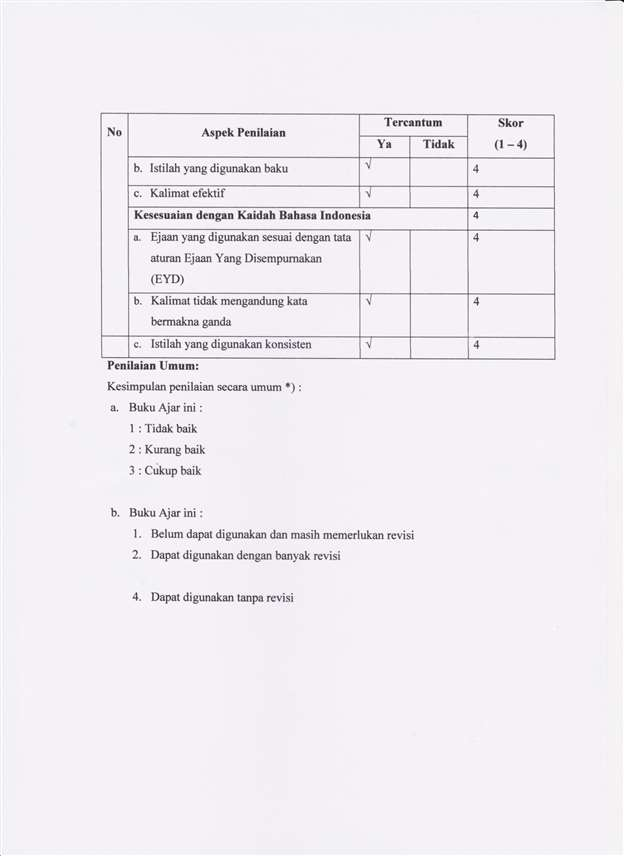 No Aspek Penilaian Tercantum Skor
Ya Tidak (1 – 4)
b. Istilah yang digunakan baku √ 4
c. Kalimat efektif √ 4
Kesesuaian dengan Kaidah Bahasa Indonesia 4
a. Ejaan yang digunakan sesuai dengan tata √ 4
aturan Ejaan Yang Disempurnakan
(EYD)
b. Kalimat tidak mengandung kata √ 4
bermakna ganda
c. Istilah yang digunakan konsisten √ 4
Penilaian Umum:
Kesimpulan penilaian secara umum *) :
a. Buku Ajar ini :
1 : Tidak baik
2 : Kurang baik
3 : Cukup baik
b. Buku Ajar ini :
1. Belum dapat digunakan dan masih memerlukan revisi
2. Dapat digunakan dengan banyak revisi
4. Dapat digunakan tanpa revisi